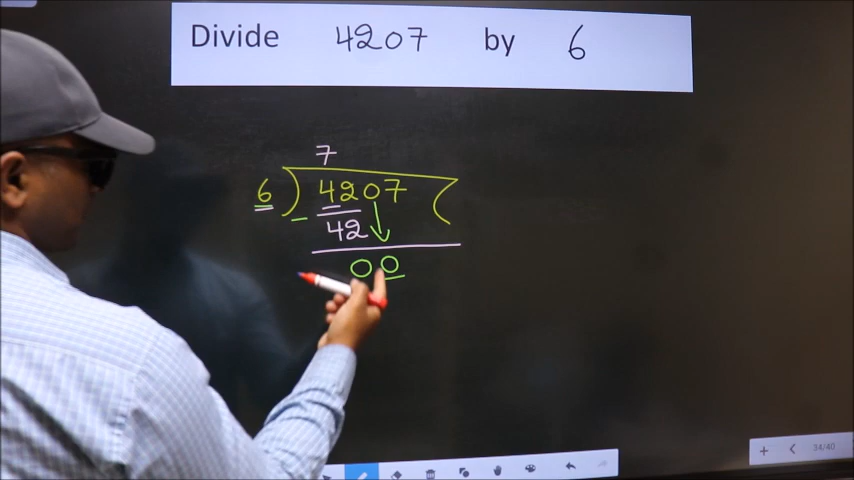 Divide 4207 by 6
7
6 ) 4207 (
- 42 ↓
00
34/40